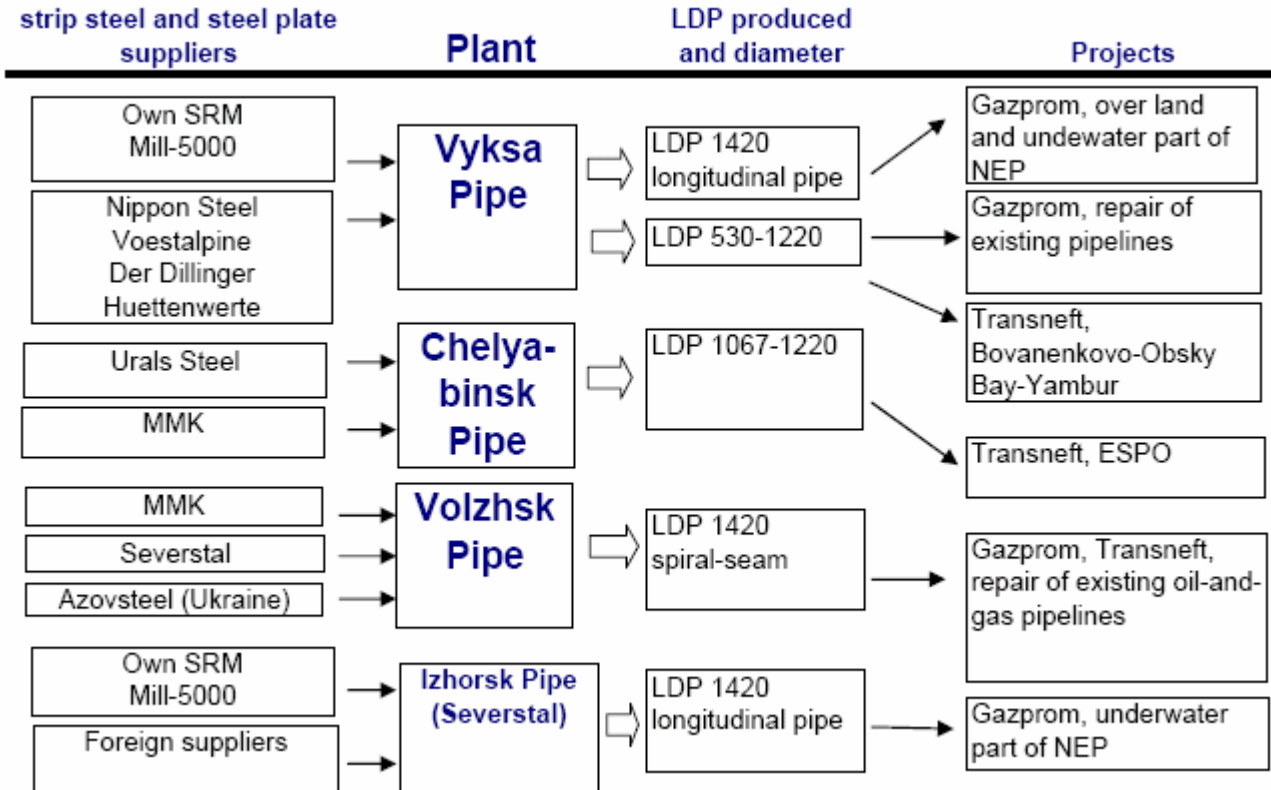 strip steel and steel plate
suppliers
Plant
LDP produced
and diameter
Projects
Own SRM
Mill-5000
Nippon Steel
Voestalpine
Der Dillinger
Huettenwerte
Vyksa
Pipe
LDP 1420
longitudinal pipe
LDP 530-1220
Gazprom, over land
and undewater part of
NEP
Gazprom, repair of
existing pipelines
Transneft,
Bovanenkovo-Obsky
Bay-Yambur
Urals Steel
MMK
Chelya-
binsk
Pipe
LDP 1067-1220
Transneft, ESPO
MMK
Severstal
Azovsteel (Ukraine)
Volzhsk
Pipe
LDP 1420
spiral-seam
Gazprom, Transneft,
repair of existing oil-and-
gas pipelines
Own SRM
Mill-5000
Foreign suppliers
Izhorsk Pipe
(Severstal)
LDP 1420
longitudinal pipe
Gazprom, underwater
part of NEP